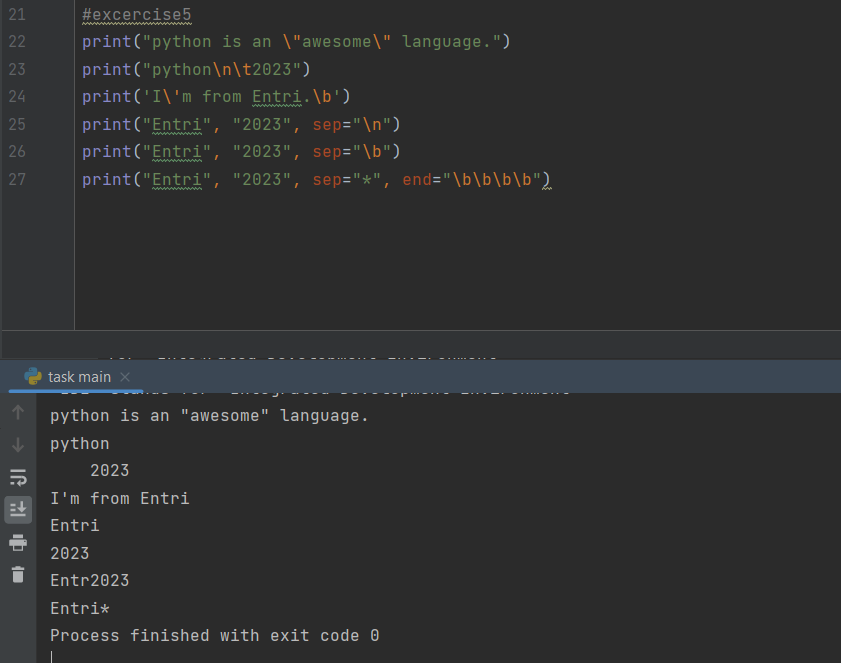 21 #excercise5
22 print("python is an \"awesome\" language.")
23 print("python\n\t2023")
24 print('I\'m from Entri.\b')
25 print("Entri", "2023", sep="\n")
26 print("Entri", "2023", sep="\b")
27 print("Entri", "2023", sep="*", end="\b\b\b\b")
task main
python is an "awesome" language.
python
2023
I'm from Entri
Entri
2023
Entr2023
Entri*
Process finished with exit code 0